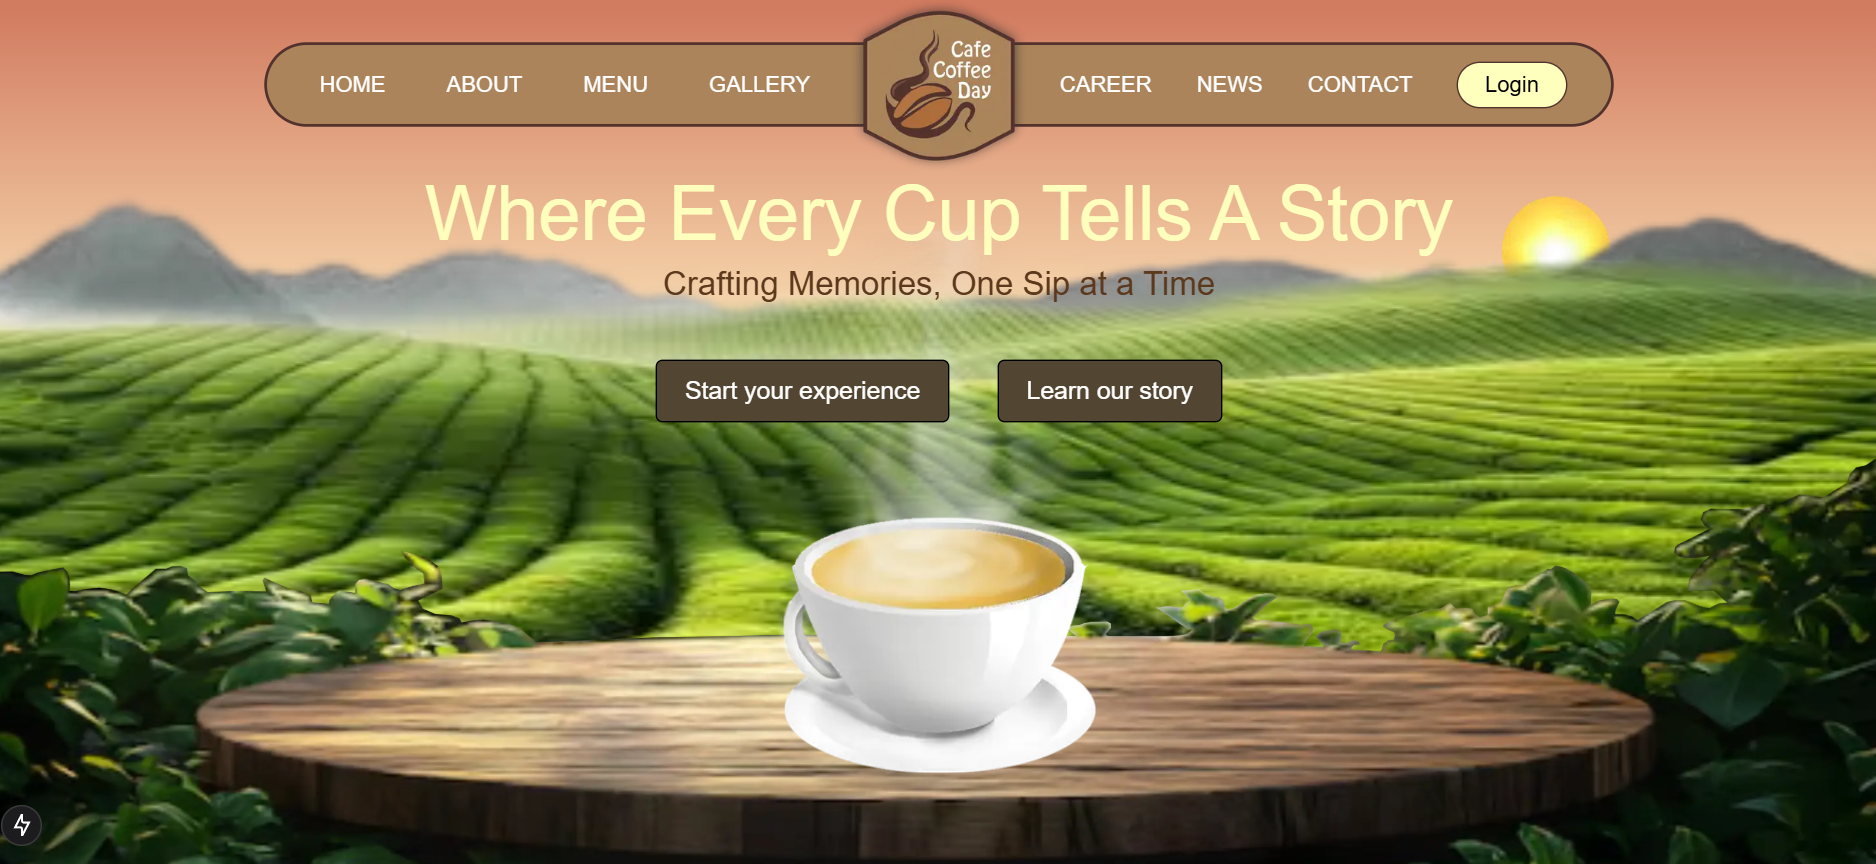 HOME ABOUT MENU GALLERY
Cafe
Coffee
Day
CAREER NEWS CONTACT Login
Where Every Cup Tells A Story
Crafting Memories, One Sip at a Time
Start your experience
Learn our story